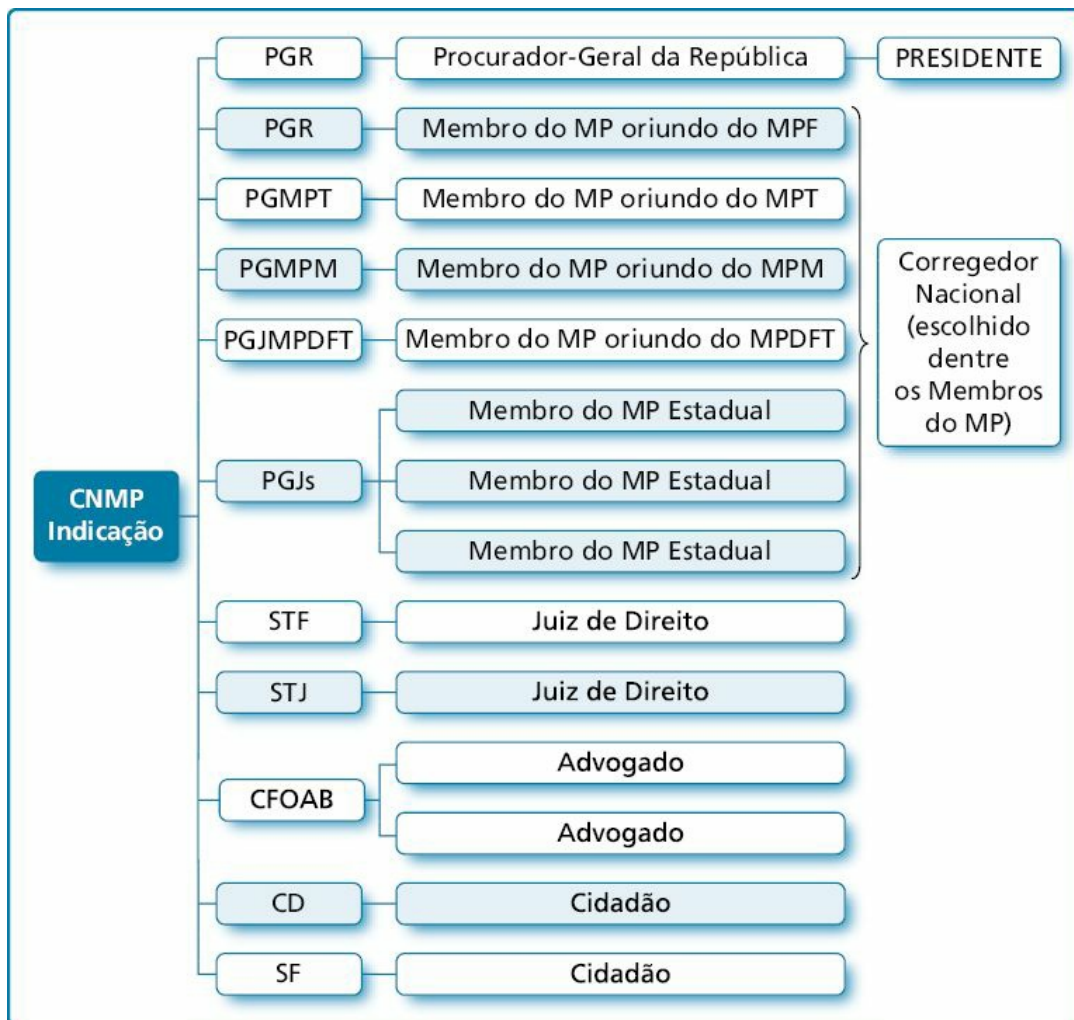 PGR
Procurador-Geral da República
PRESIDENTE
PGR
Membro do MP oriundo do MPF
PGMPT
Membro do MP oriundo do MPT
PGMPM
Membro do MP oriundo do MPM
PGJMPDFT
Membro do MP oriundo do MPDFT
Corregedor
Nacional
(escolhido
dentre
os Membros
do MP)
CNMP
Indicação
PGJs
Membro do MP Estadual
Membro do MP Estadual
Membro do MP Estadual
STF
Juiz de Direito
STJ
Juiz de Direito
CFOAB
Advogado
Advogado
CD
Cidadão
SF
Cidadão